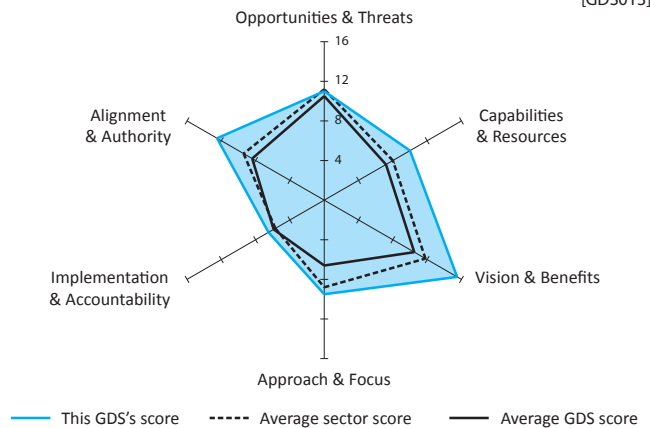 [GDS013]
Opportunities & Threats
16
12
8
4
Alignment
& Authority
Capabilities
& Resources
Implementation
& Accountability
Vision & Benefits
Approach & Focus
This GDS's score
Average sector score
Average GDS score